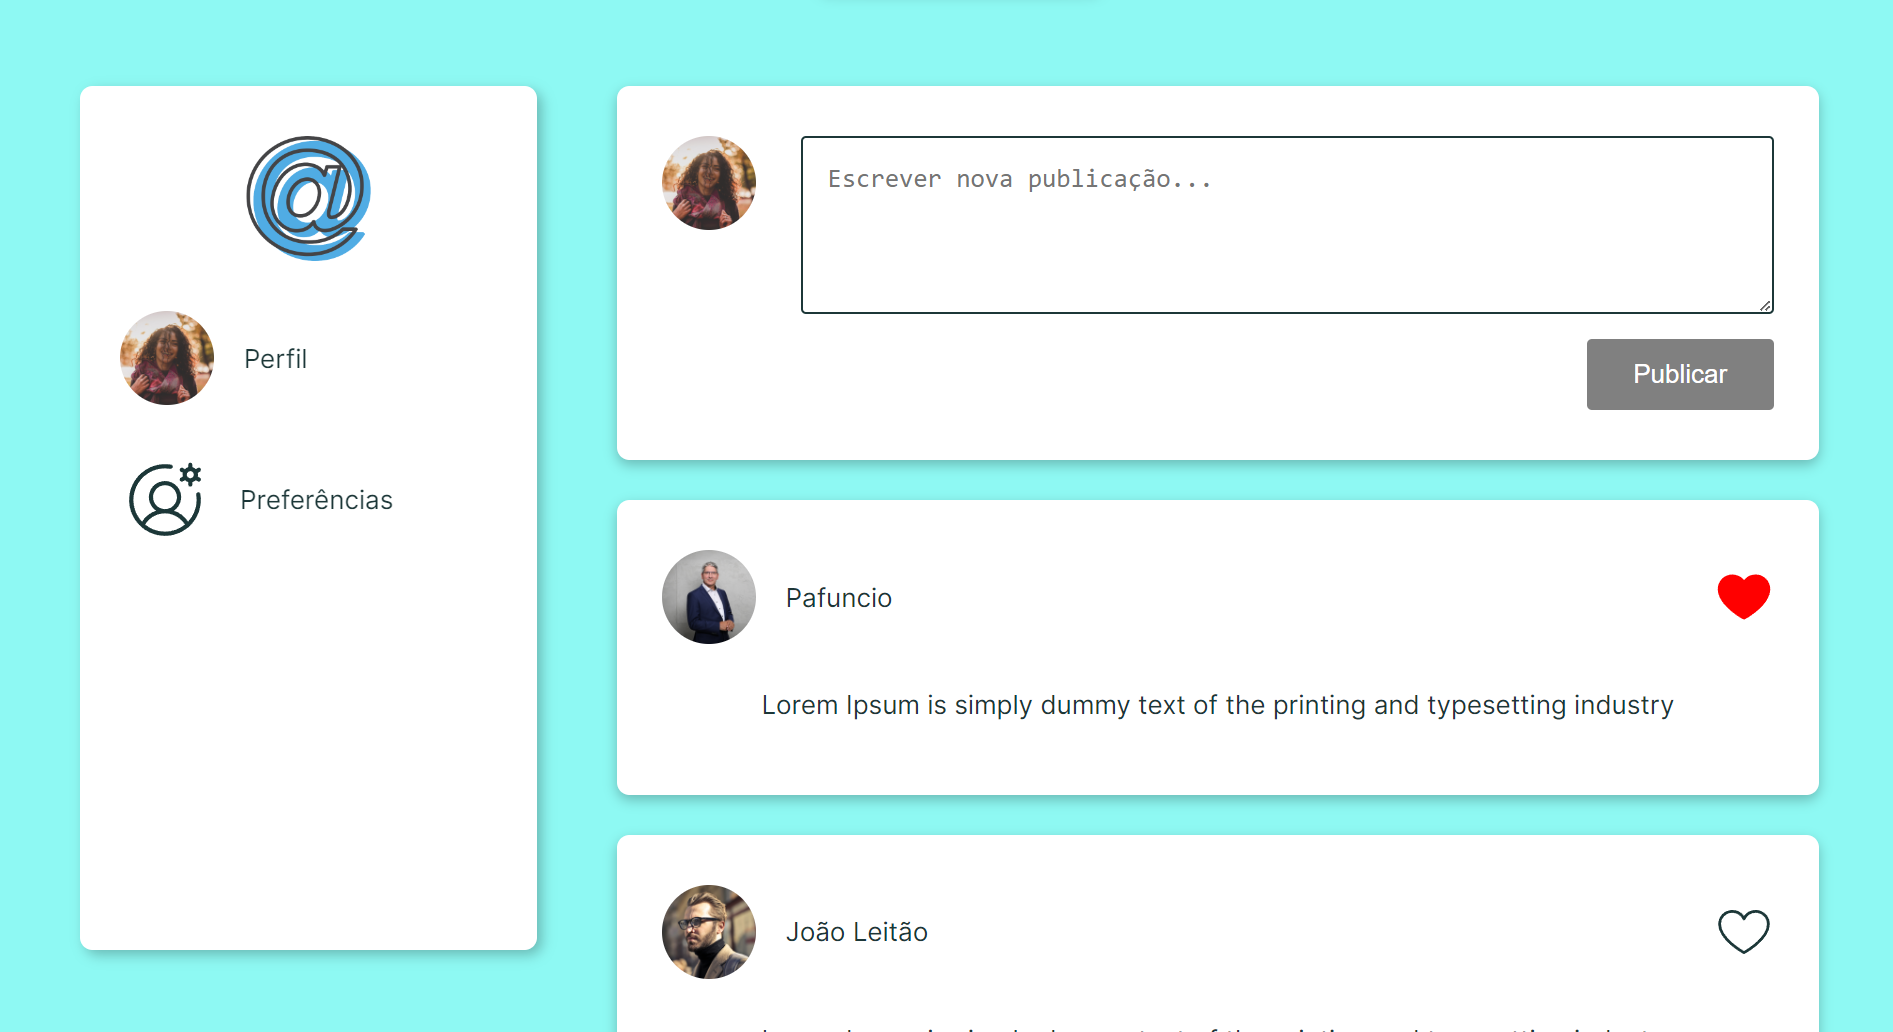 @
Perfil
Preferências
Escrever nova publicação...
Publicar
Pafuncio
Lorem Ipsum is simply dummy text of the printing and typesetting industry
João Leitão